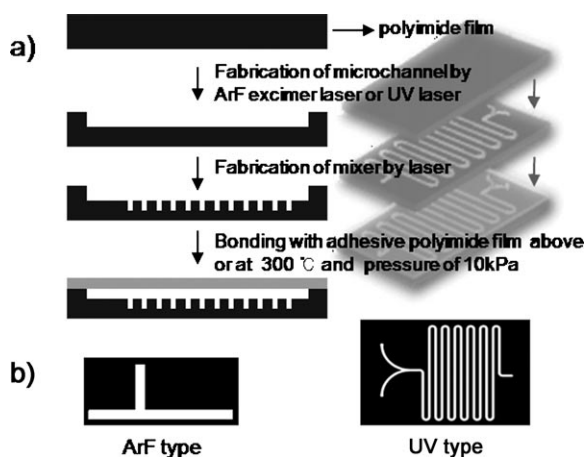 a)
polyimide film
Fabrication of microchannel by
ArF excimer laser or UV laser
Fabrication of mixer by laser
Bonding with adhesive polyimide film above
or at 300 ℃ and pressure of 10kPa
b)
ArF type
UV type